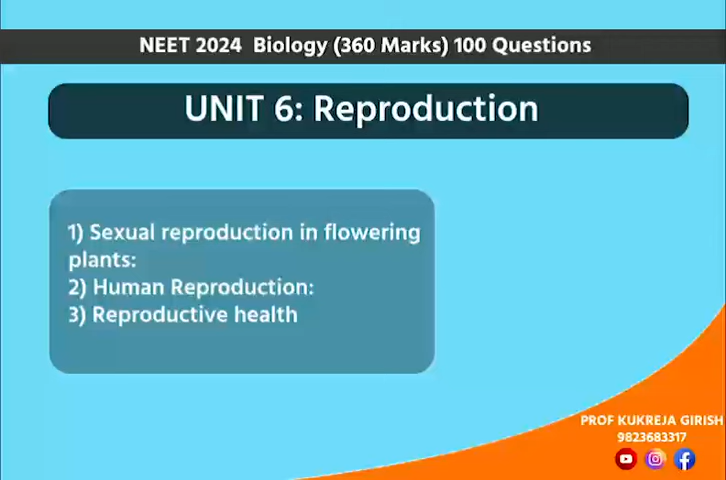 NEET 2024 Biology (360 Marks) 100 Questions
UNIT 6: Reproduction
1) Sexual reproduction in flowering
plants:
2) Human Reproduction:
3) Reproductive health
PROF KUKREJA GIRISH
9823683317